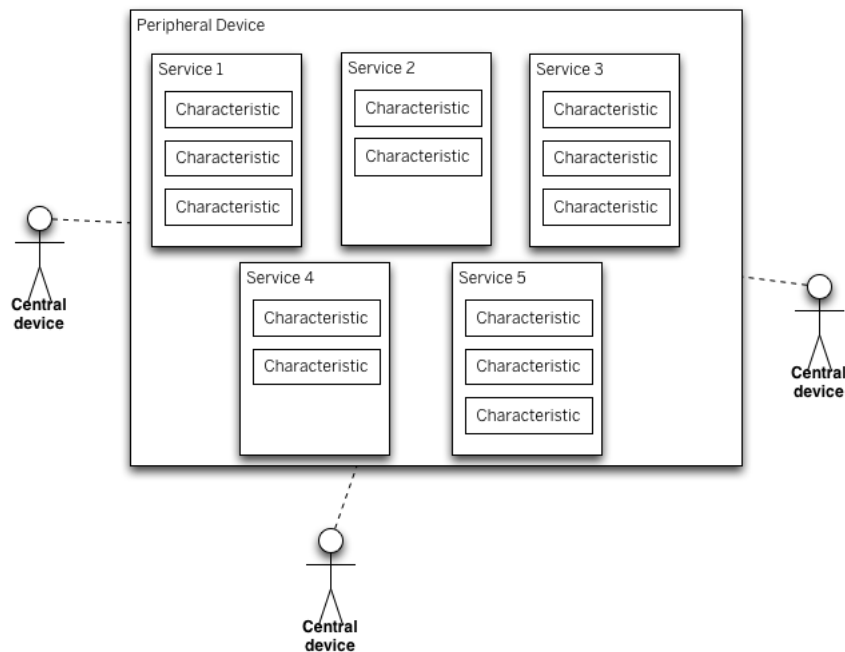 Peripheral Device
Service 1
Characteristic
Characteristic
Characteristic
Service 2
Characteristic
Characteristic
Service 3
Characteristic
Characteristic
Characteristic
Central
device
Service 4
Characteristic
Characteristic
Service 5
Characteristic
Characteristic
Characteristic
Central
device
Central
device